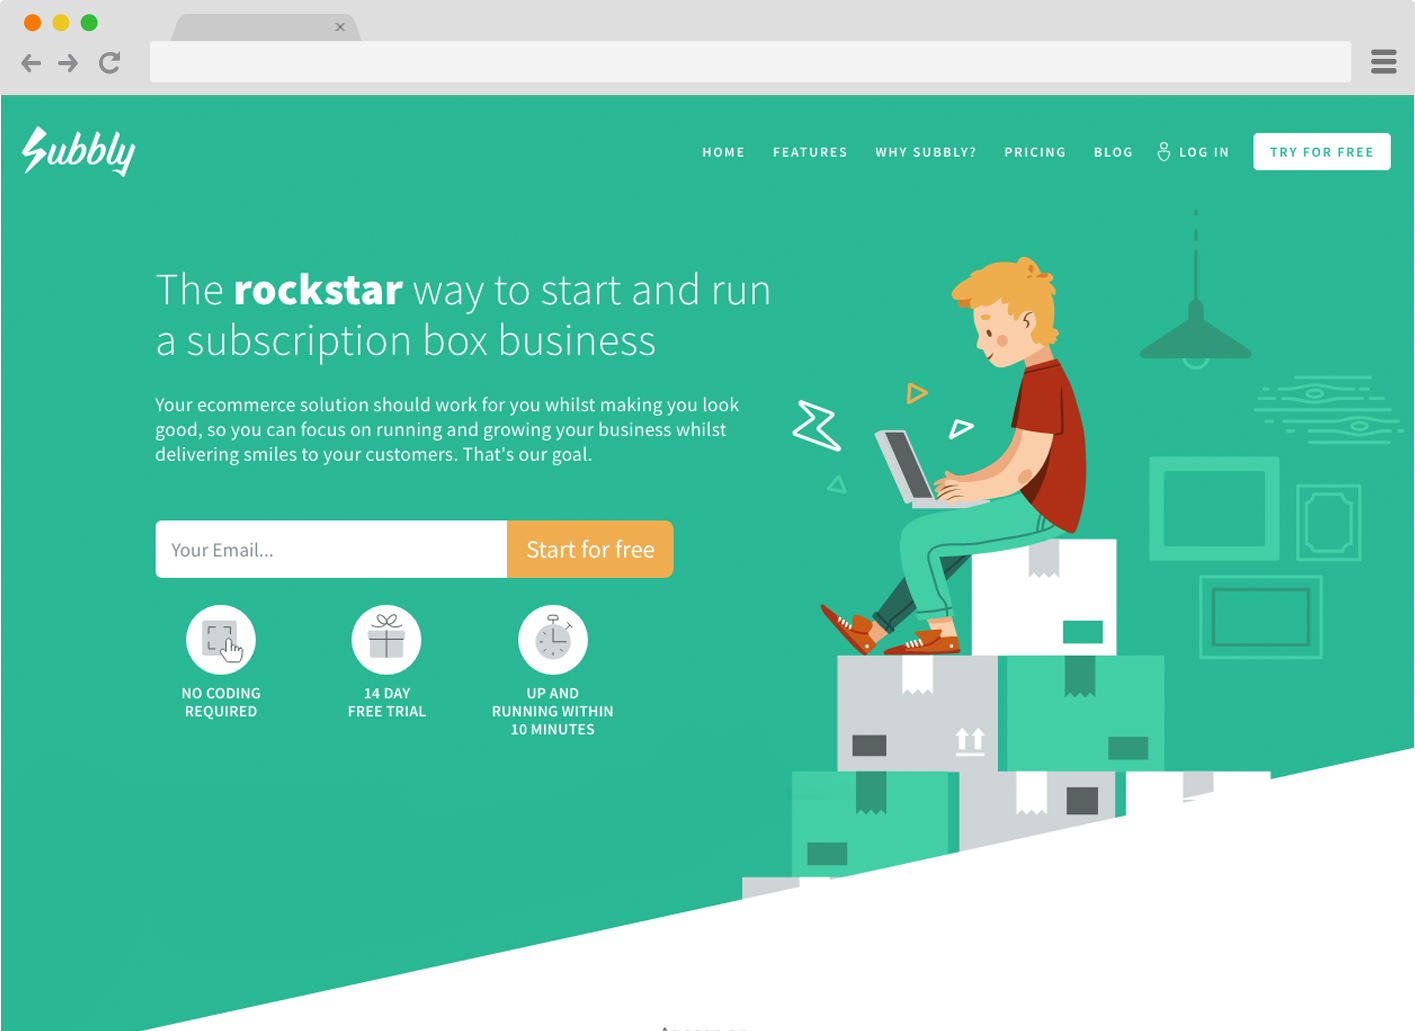 Subbly
HOME FEATURES WHY SUBBLY? PRICING BLOG LOG IN TRY FOR FREE
The rockstar way to start and run
a subscription box business
Your ecommerce solution should work for you whilst making you look
good, so you can focus on running and growing your business whilst
delivering smiles to your customers. That's our goal.
Your Email... Start for free
NO CODING
REQUIRED
14 DAY
FREE TRIAL
UP AND
RUNNING WITHIN
10 MINUTES